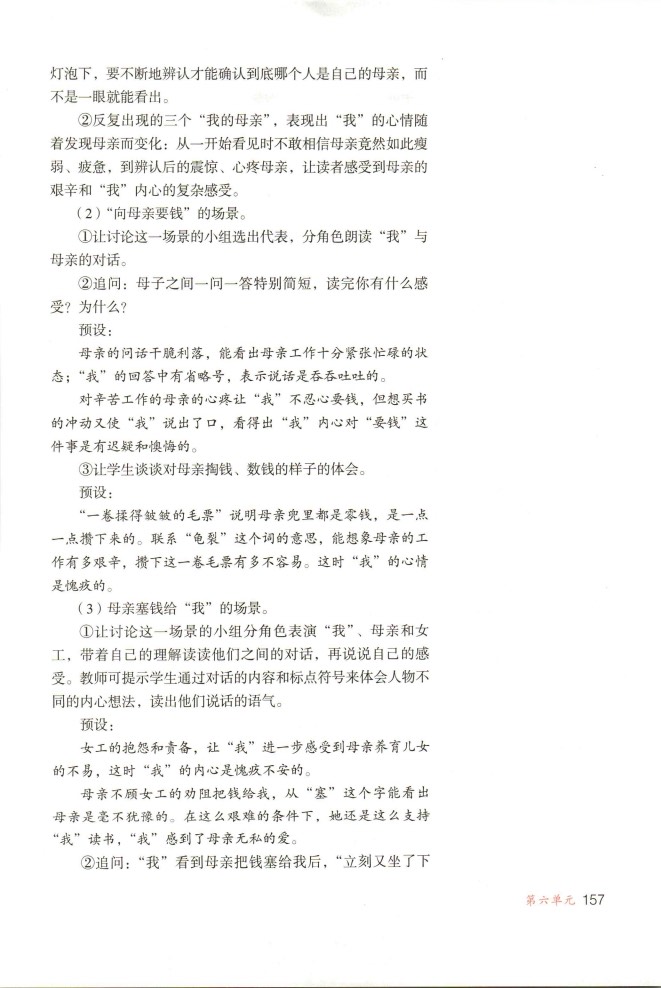 灯泡下，要不断地辨认才能确认到底哪个人是自己的母亲，而
不是一眼就能看出。
②反复出现的三个“我的母亲”，表现出“我”的心情随
着发现母亲而变化：从一开始看见时不敢相信母亲竟然如此瘦
弱、疲惫，到辨认后的震惊、心疼母亲，让读者感受到母亲的
艰辛和“我”内心的复杂感受。
（2）“向母亲要钱”的场景。
①让讨论这一场景的小组选出代表，分角色朗读“我”与
母亲的对话。
②追问：母子之间一问一答特别简短，读完你有什么感
受？为什么？
预设：
母亲的问话干脆利落，能看出母亲工作十分紧张忙碌的状
态；“我”的回答中有省略号，表示说话是吞吞吐吐的。
对辛苦工作的母亲的心疼让“我”不忍心要钱，但想买书
的冲动又使“我”说出了口，看得出“我”内心对“要钱”这
件事是有迟疑和懊悔的。
③让学生谈谈对母亲掏钱、数钱的样子的体会。
预设：
“一卷揉得皱皱的毛票”说明母亲兜里都是零钱，是一点
一点攒下来的。联系“龟裂”这个词的意思，能想象母亲的工
作有多艰辛，攒下这一卷毛票有多不容易。这时“我”的心情
是愧疚的。
（3）母亲塞钱给“我”的场景。
①让讨论这一场景的小组分角色表演“我”、母亲和女
工，带着自己的理解读读他们之间的对话，再说说自己的感
受。教师可提示学生通过对话的内容和标点符号来体会人物不
同的内心想法，读出他们说话的语气。
预设：
女工的抱怨和责备，让“我”进一步感受到母亲养育儿女
的不易，这时“我”的内心是愧疚不安的。
母亲不顾女工的劝阻把钱给我，从“塞”这个字能看出
母亲是毫不犹豫的。在这么艰难的条件下，她还是这么支持
“我”读书，“我”感到了母亲无私的爱。
②追问：“我”看到母亲把钱塞给我后，“立刻又坐了下
第六单元 157